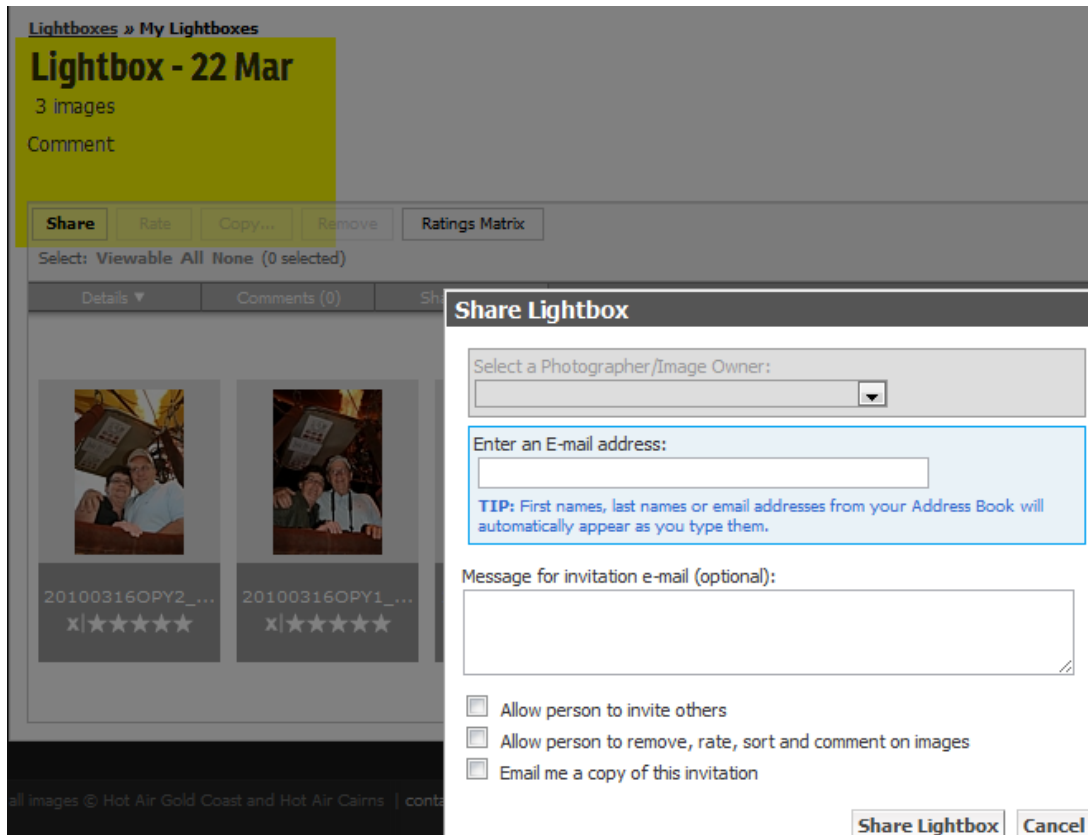 Lightboxes » My Lightboxes
Lightbox - 22 Mar
3 images
Comment
Share Rate Copy... Remove Ratings Matrix
Select: Viewable All None (0 selected)
Details ▼ Comments (0)
Share Lightbox
Select a Photographer/Image Owner:
Enter an E-mail address:
TIP: First names, last names or email addresses from your Address Book will
automatically appear as you type them.
20100316OPY2_... 20100316OPY1_...
x|★★★★★ x|★★★★★
Message for invitation e-mail (optional):
Allow person to invite others
Allow person to remove, rate, sort and comment on images
Email me a copy of this invitation
all images © Hot Air Gold Coast and Hot Air Cairns |
Share Lightbox Cancel